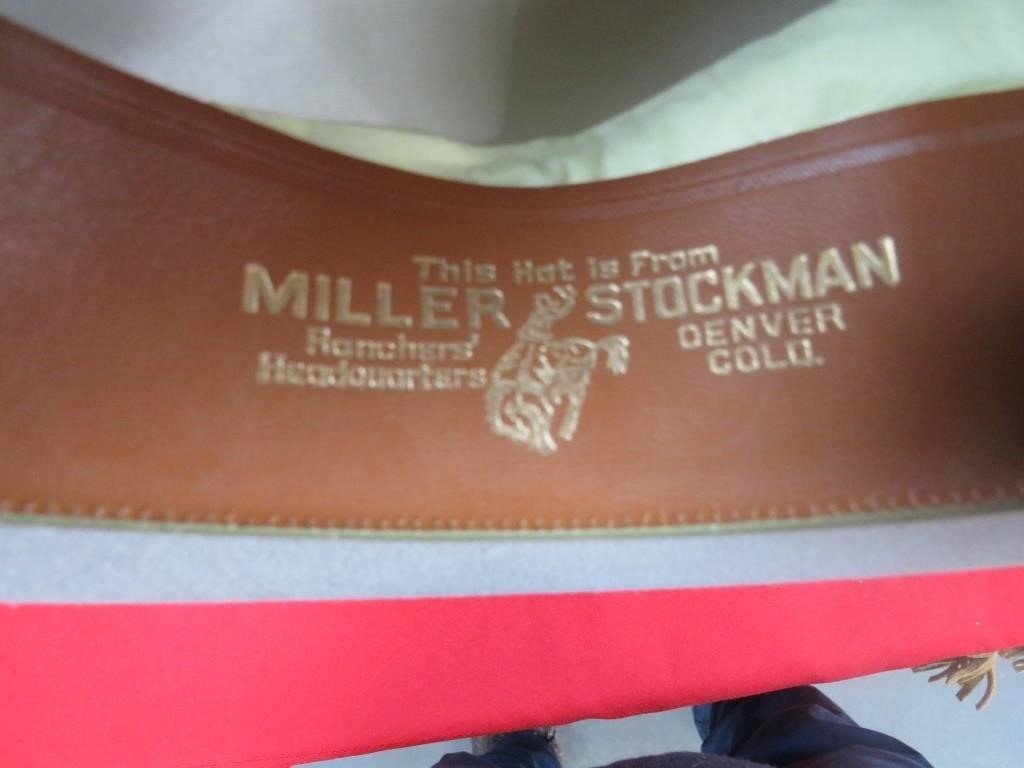 This Hat is From
MILLER STOCKMAN
Ranchers' Headquarters
DENVER
COLO.